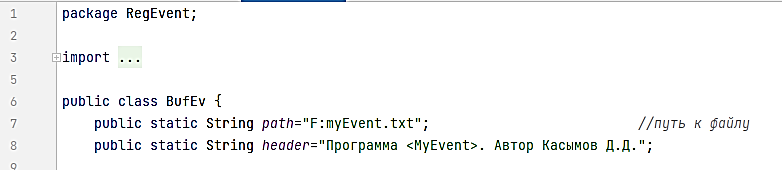 1 package RegEvent;
2
3 import ...
5
6 public class BufEv {
7 public static String path="F:myEvent.txt"; //путь к файлу
8 public static String header="Программа <MyEvent>. Автор Касымов Д.Д.";
9